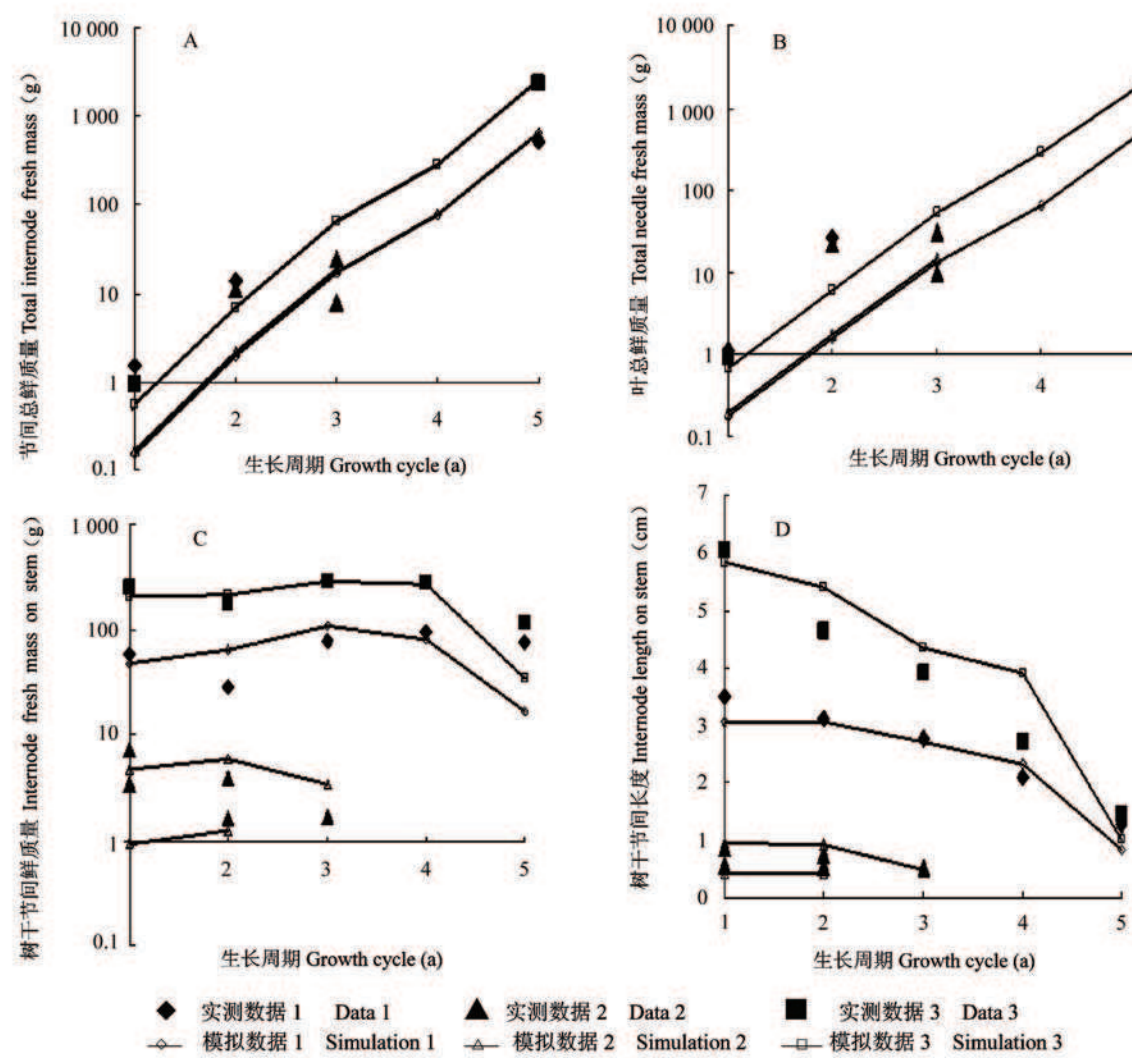 A
节间总鲜质量 Total internode fresh mass（g）
10 000
1 000
100
10
1
0.1
2 3 4 5
生长周期 Growth cycle (a)
B
叶总鲜质量 Total needle fresh mass（g）
10 000
1 000
100
10
1
0.1
2 3 4
生长周期 Growth cycle (a)
C
树干节间鲜质量 Internode fresh mass on stem（g）
1 000
100
10
1
0.1
2 3 4 5
生长周期 Growth cycle (a)
D
树干节间长度 Internode length on stem（cm）
7
6
5
4
3
2
1
0
1 2 3 4 5
生长周期 Growth cycle (a)
实测数据 1 Data 1 实测数据 2 Data 2 实测数据 3 Data 3
模拟数据 1 Simulation 1 模拟数据 2 Simulation 2 模拟数据 3 Simulation 3